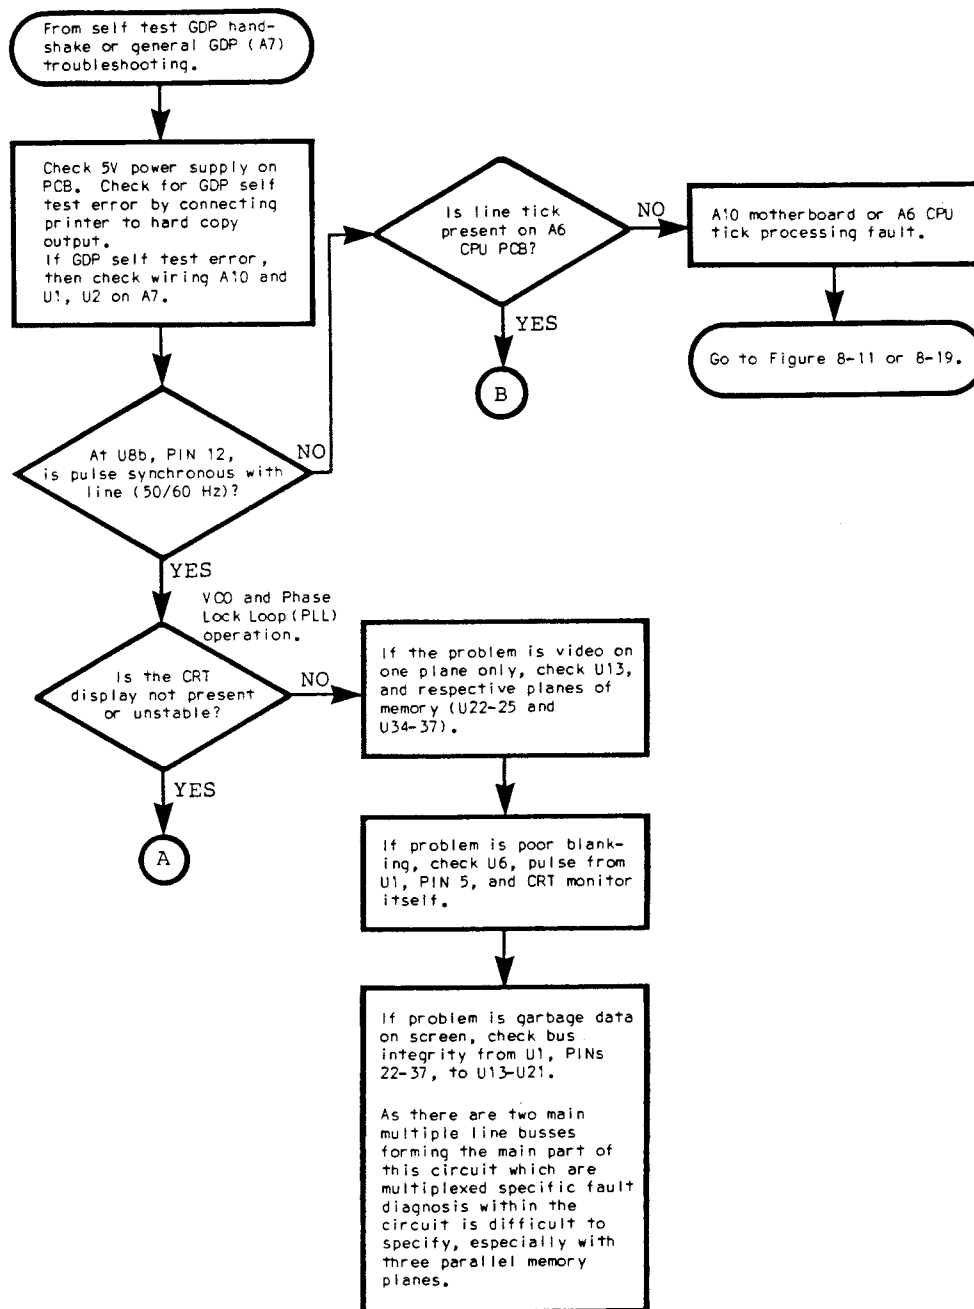 From self test GDP hand-
shake or general GDP (A7)
troubleshooting.
Check 5V power supply on
PCB. Check for GDP self
test error by connecting
printer to hard copy
output.
If GDP self test error,
then check wiring A10 and
U1, U2 on A7.
Is line tick
present on A6
CPU PCB?
NO
A10 motherboard or A6 CPU
tick processing fault.
YES
Go to Figure 8-11 or 8-19.
B
At U8b, PIN 12,
is pulse synchronous with
line (50/60 Hz)?
NO
YES
VCO and Phase
Lock Loop (PLL)
operation.
Is the CRT
display not present
or unstable?
NO
If the problem is video on
one plane only, check U13,
and respective planes of
memory (U22-25 and
U34-37).
YES
A
If problem is poor blank-
ing, check U6, pulse from
U1, PIN 5, and CRT monitor
itself.
If problem is garbage data
on screen, check bus
integrity from U1, PINs
22-37, to U13-U21.
As there are two main
multiple line busses
forming the main part of
this circuit which are
multiplexed specific fault
diagnosis within the
circuit is difficult to
specify, especially with
three parallel memory
planes.